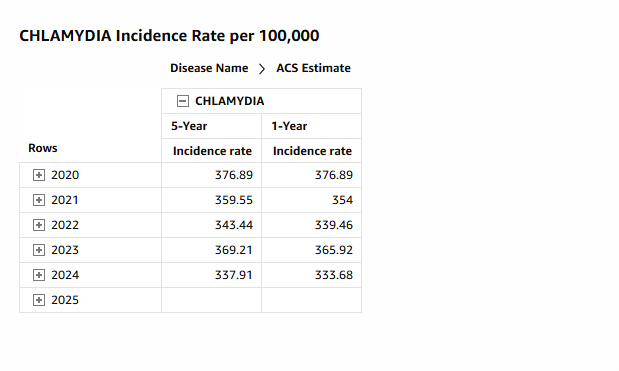 CHLAMYDIA Incidence Rate per 100,000
Disease Name > ACS Estimate
CHLAMYDIA
5-Year 1-Year
Rows Incidence rate Incidence rate
2020 376.89 376.89
2021 359.55 354
2022 343.44 339.46
2023 369.21 365.92
2024 337.91 333.68
2025